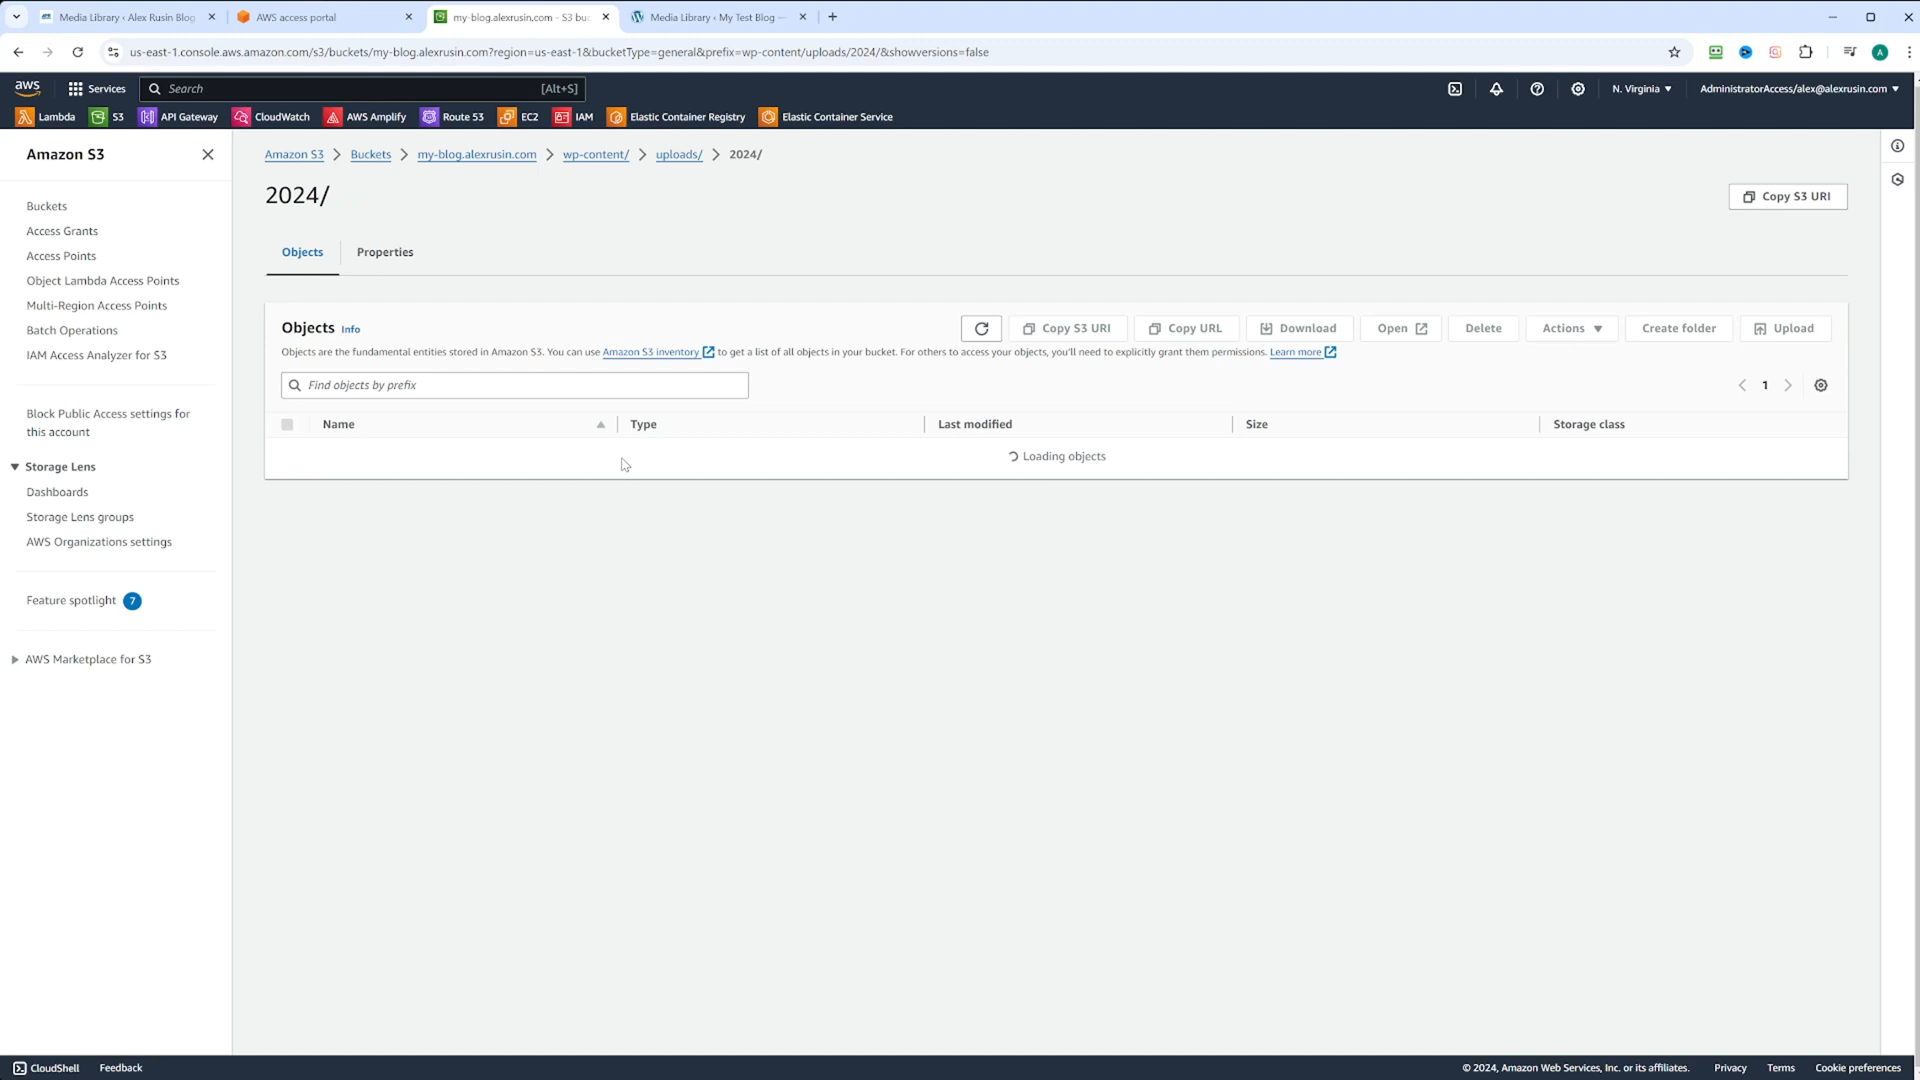 Media Library ‹ Alex Rusin Blog
AWS access portal
my-blog.alexrusin.com - S3 buc
Media Library ‹ My Test Blog —
us-east-1.console.aws.amazon.com/s3/buckets/my-blog.alexrusin.com?region=us-east-1&bucketType=general&prefix=wp-content/uploads/2024/&showversions=false
A
aws
Services
Search
[Alt+S]
N. Virginia
AdministratorAccess/alex@alexrusin.com
Lambda
S3
API Gateway
CloudWatch
AWS Amplify
Route 53
EC2
IAM
Elastic Container Registry
Elastic Container Service
Amazon S3
Buckets
Access Grants
Access Points
Object Lambda Access Points
Multi-Region Access Points
Batch Operations
IAM Access Analyzer for S3
Block Public Access settings for
this account
Storage Lens
Dashboards
Storage Lens groups
AWS Organizations settings
Feature spotlight 7
AWS Marketplace for S3
Amazon S3 > Buckets > my-blog.alexrusin.com > wp-content/ > uploads/ > 2024/
2024/
Copy S3 URI
Objects
Properties
Objects Info
Copy S3 URI
Copy URL
Download
Open
Delete
Actions
Create folder
Upload
Objects are the fundamental entities stored in Amazon S3. You can use Amazon S3 inventory to get a list of all objects in your bucket. For others to access your objects, you'll need to explicitly grant them permissions. Learn more
Find objects by prefix
1
Name
Type
Last modified
Size
Storage class
Loading objects
CloudShell
Feedback
© 2024, Amazon Web Services, Inc. or its affiliates.
Privacy
Terms
Cookie preferences